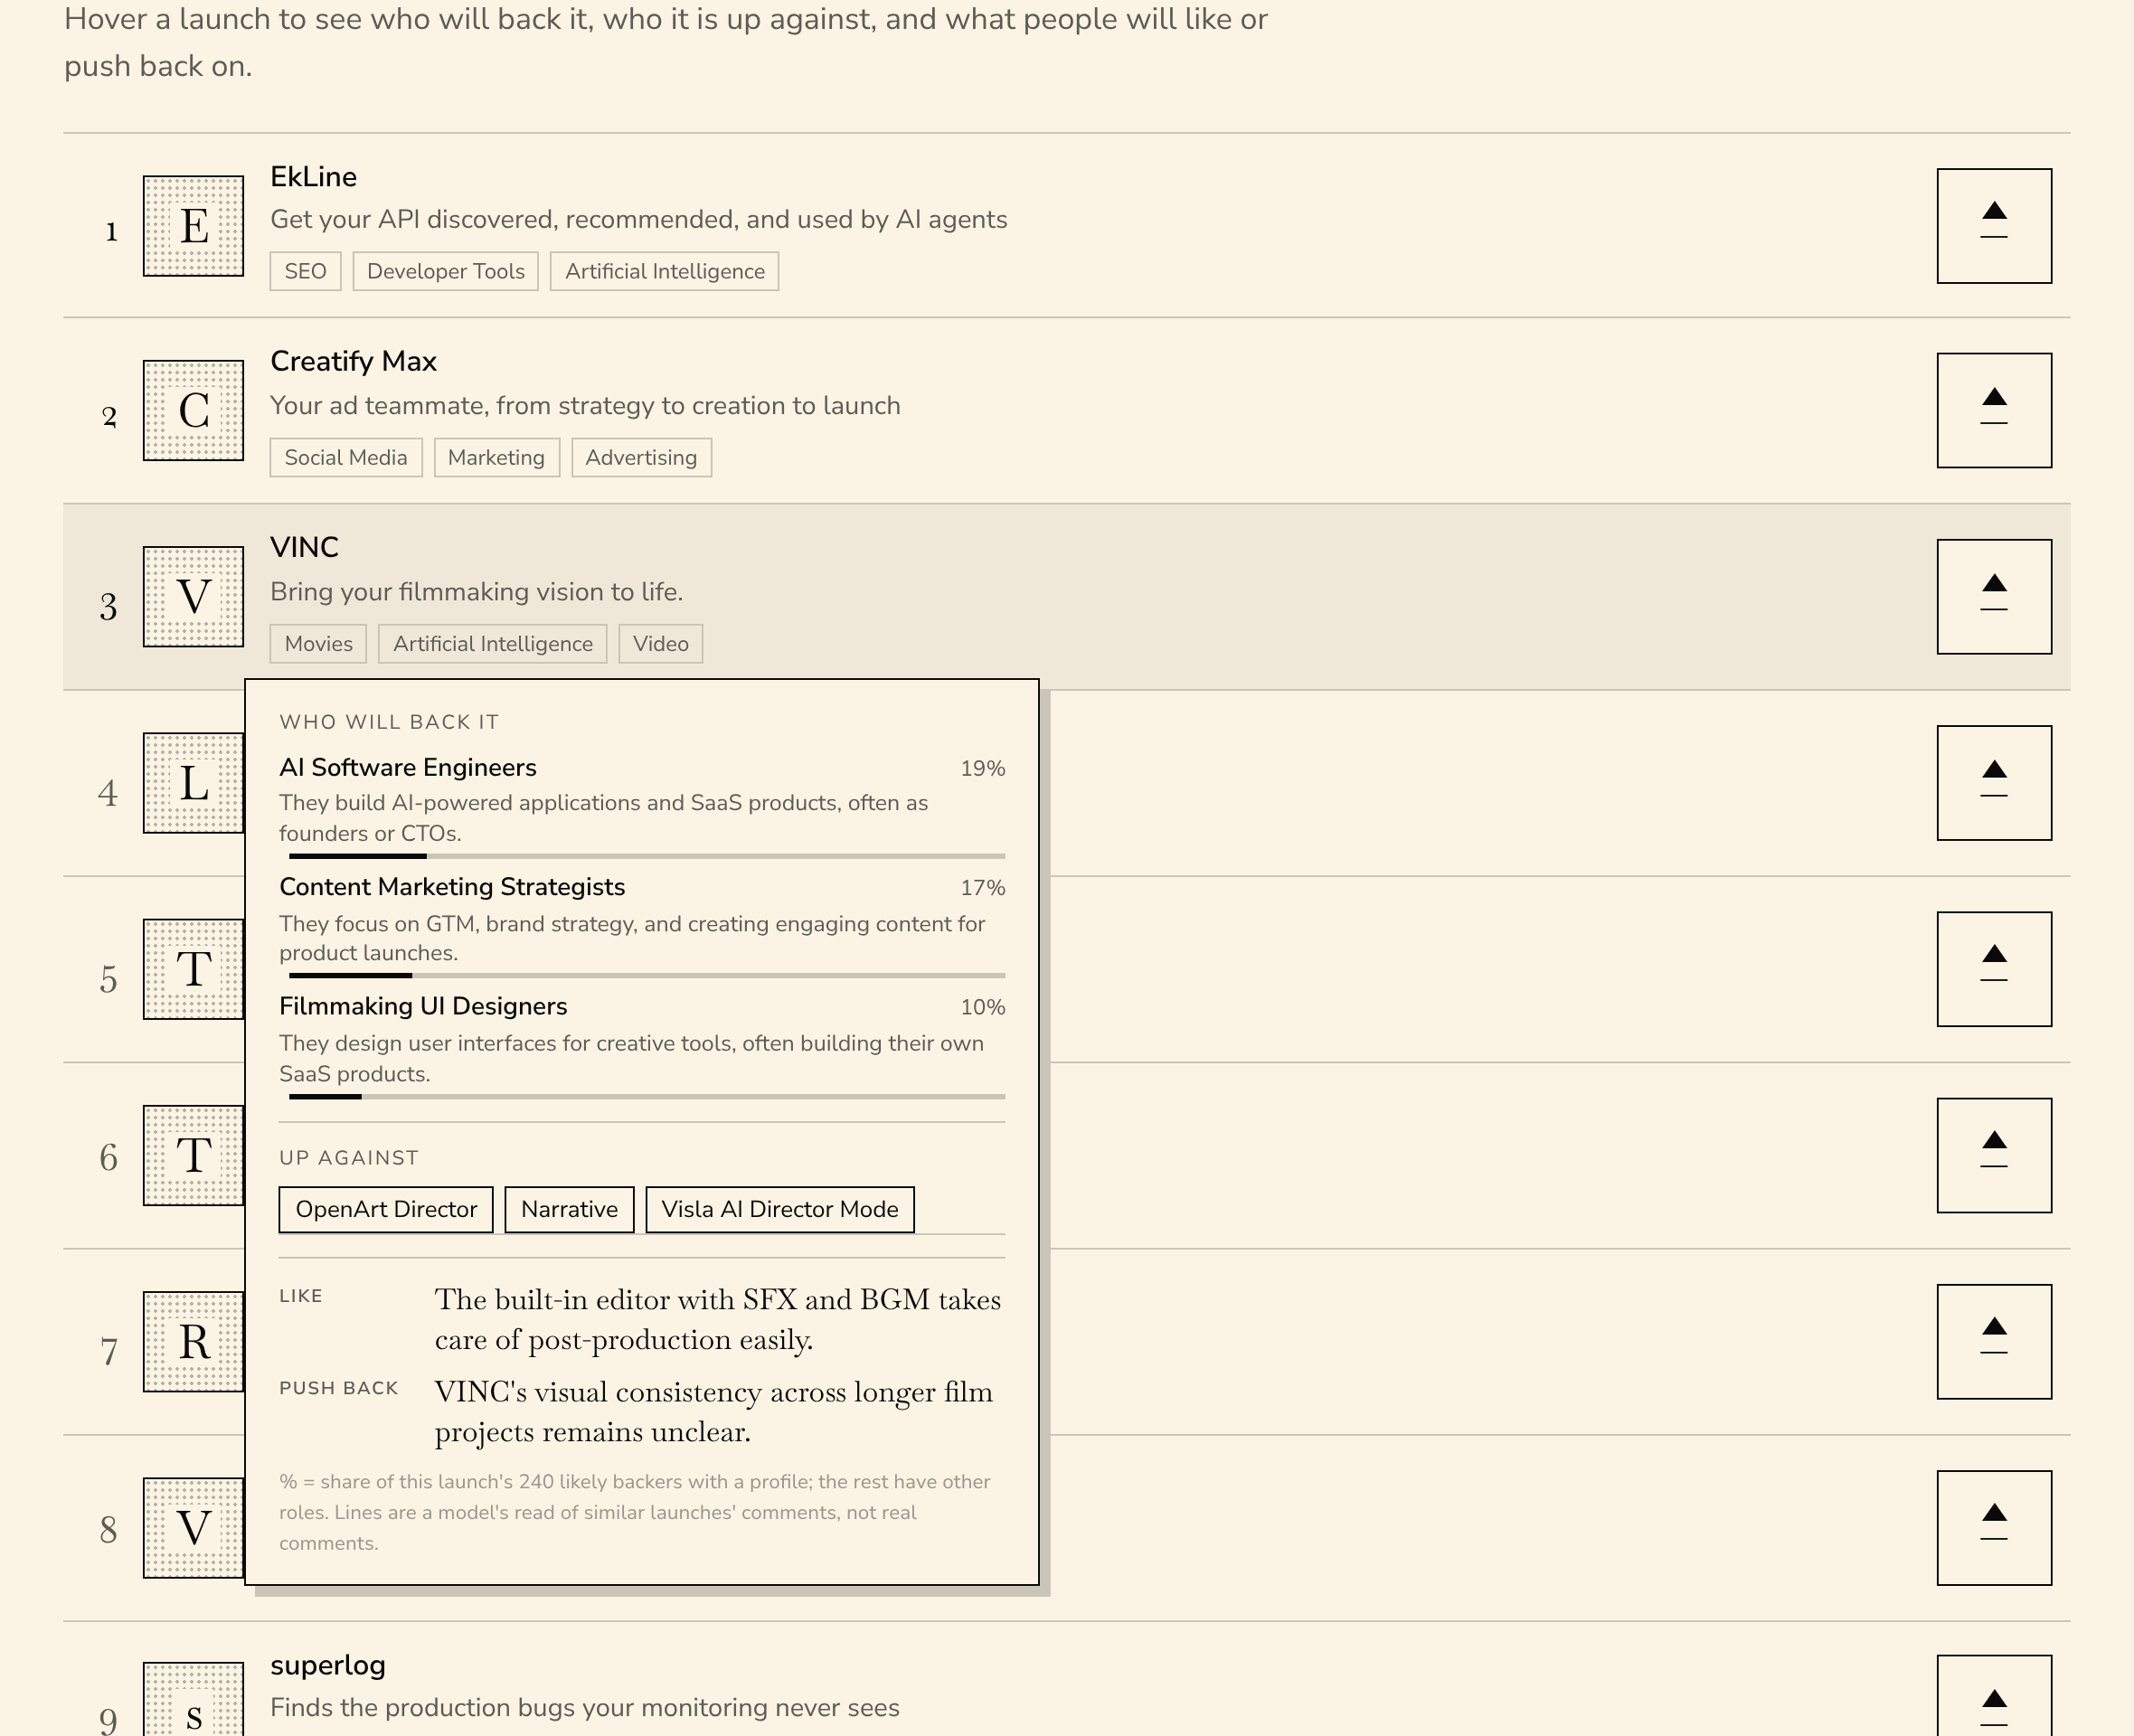 Hover a launch to see who will back it, who it is up against, and what people will like or
push back on.
1
E
EkLine
Get your API discovered, recommended, and used by AI agents
SEO
Developer Tools
Artificial Intelligence
2
C
Creatify Max
Your ad teammate, from strategy to creation to launch
Social Media
Marketing
Advertising
3
V
VINC
Bring your filmmaking vision to life.
Movies
Artificial Intelligence
Video
4
L
5
T
6
T
7
R
8
V
WHO WILL BACK IT
AI Software Engineers
19%
They build AI-powered applications and SaaS products, often as
founders or CTOs.
Content Marketing Strategists
17%
They focus on GTM, brand strategy, and creating engaging content for
product launches.
Filmmaking UI Designers
10%
They design user interfaces for creative tools, often building their own
SaaS products.
UP AGAINST
OpenArt Director
Narrative
Visla AI Director Mode
LIKE
The built-in editor with SFX and BGM takes
care of post-production easily.
PUSH BACK
VINC's visual consistency across longer film
projects remains unclear.
% = share of this launch's 240 likely backers with a profile; the rest have other
roles. Lines are a model's read of similar launches' comments, not real
comments.
9
s
superlog
Finds the production bugs your monitoring never sees